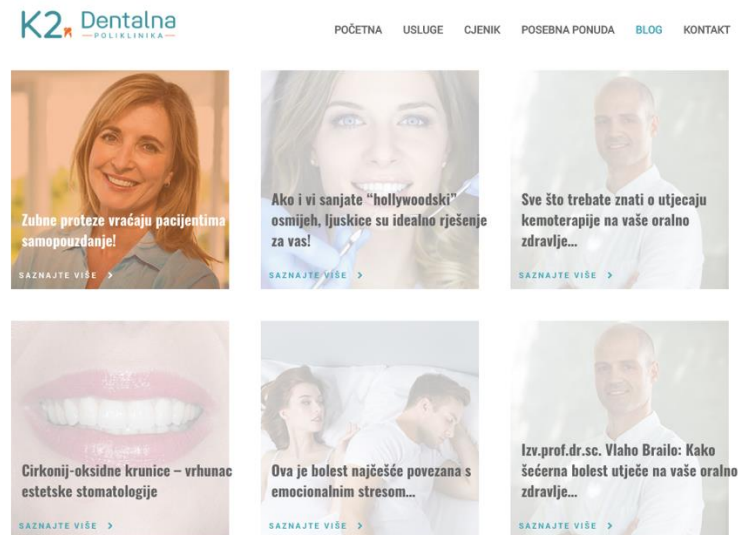 K2 Dentalna
POLIKLINIKA
POČETNA USLUGE CJENIK POSEBNA PONUDA BLOG KONTAKT
Zubne proteze vraćaju pacijentima
samopouzdanje!
SAZNAJTE VIŠE
Ako i vi sanjate “hollywoodski”
osmijeh, ljuskice su idealno rješenje
za vas!
SAZNAJTE VIŠE
Sve što trebate znati o utjecaju
kemoterapije na vaše oralno
zdravlje...
SAZNAJTE VIŠE
Cirkonij-oksidne krunice – vrhunac
estetske stomatologije
SAZNAJTE VIŠE
Ova je bolest najčešće povezana s
emocionalnim stresom...
SAZNAJTE VIŠE
Izv.prof.dr.sc. Vlaho Brailo: Kako
šećerna bolest utječe na vaše oralno
zdravlje...
SAZNAJTE VIŠE